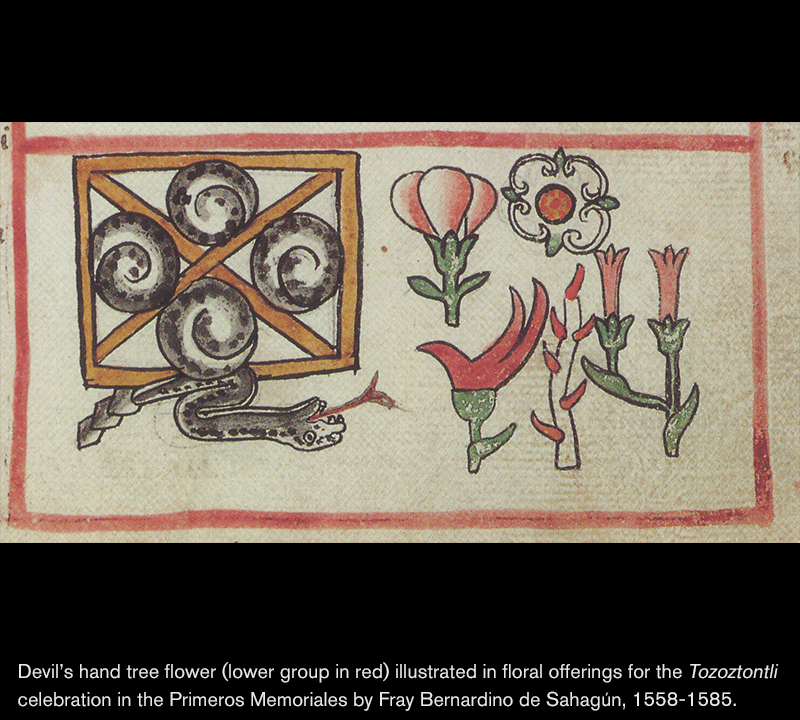 Devil’s hand tree flower (lower group in red) illustrated in floral offerings for the Tozoztontli
celebration in the Primeros Memoriales by Fray Bernardino de Sahagún, 1558-1585.